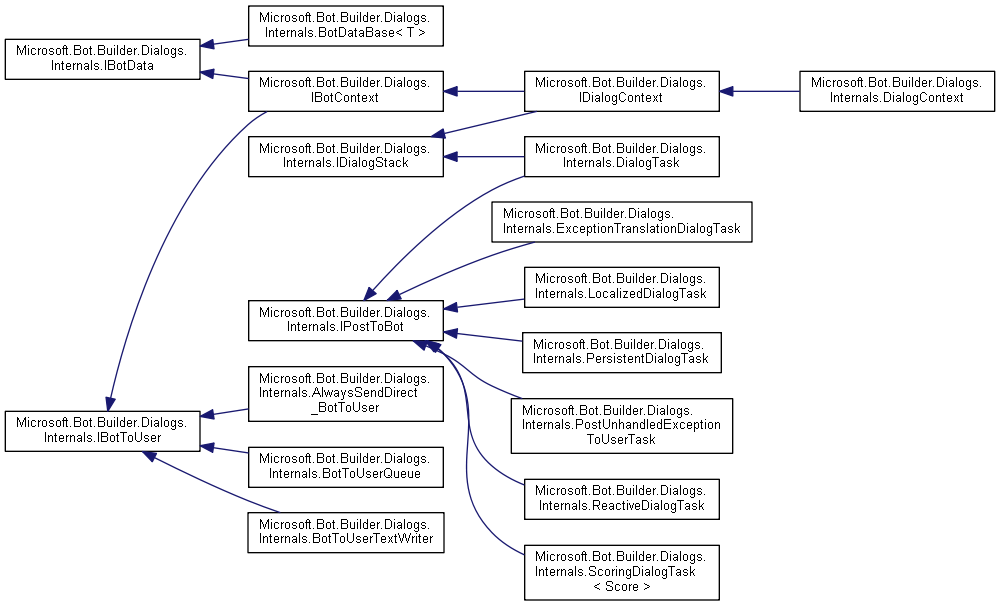 Microsoft.Bot.Builder.Dialogs.
Internals.IBotData
Microsoft.Bot.Builder.Dialogs.
Internals.BotDataBase< T >
Microsoft.Bot.Builder.Dialogs.
IBotContext
Microsoft.Bot.Builder.Dialogs.
IDialogContext
Microsoft.Bot.Builder.Dialogs.
Internals.DialogContext
Microsoft.Bot.Builder.Dialogs.
Internals.IDialogStack
Microsoft.Bot.Builder.Dialogs.
Internals.DialogTask
Microsoft.Bot.Builder.Dialogs.
Internals.ExceptionTranslationDialogTask
Microsoft.Bot.Builder.Dialogs.
Internals.LocalizedDialogTask
Microsoft.Bot.Builder.Dialogs.
Internals.IPostToBot
Microsoft.Bot.Builder.Dialogs.
Internals.PersistentDialogTask
Microsoft.Bot.Builder.Dialogs.
Internals.AlwaysSendDirect
_BotToUser
Microsoft.Bot.Builder.Dialogs.
Internals.PostUnhandledException
ToUserTask
Microsoft.Bot.Builder.Dialogs.
Internals.IBotToUser
Microsoft.Bot.Builder.Dialogs.
Internals.BotToUserQueue
Microsoft.Bot.Builder.Dialogs.
Internals.ReactiveDialogTask
Microsoft.Bot.Builder.Dialogs.
Internals.BotToUserTextWriter
Microsoft.Bot.Builder.Dialogs.
Internals.ScoringDialogTask
< Score >